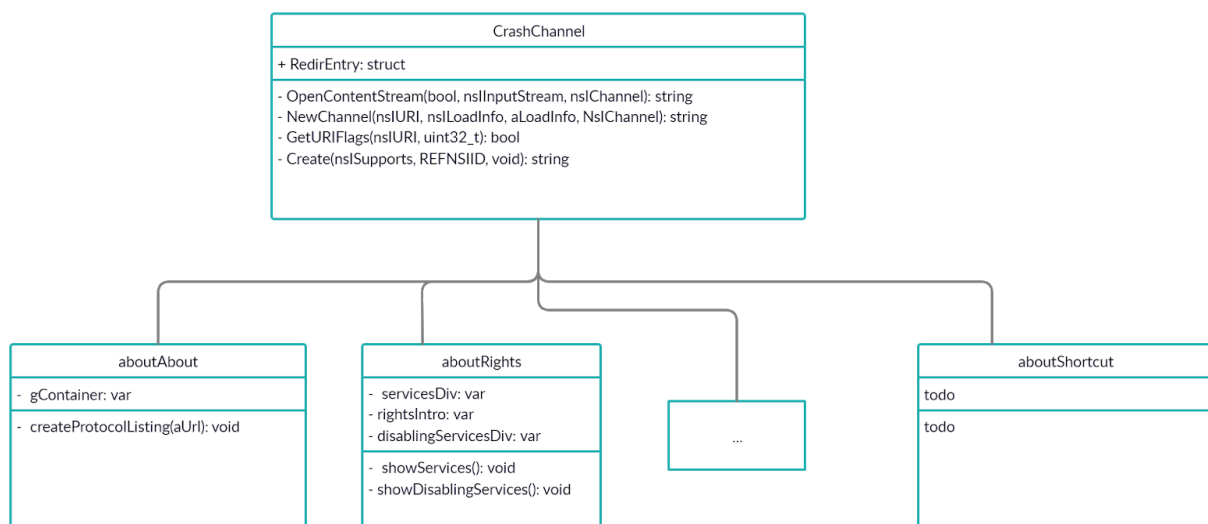 CrashChannel
+ RedirEntry: struct
- OpenContentStream(bool, nsIInputStream, nsIChannel): string
- NewChannel(nsIURI, nsILoadInfo, aLoadInfo, NsIChannel): string
- GetURIFlags(nsIURI, uint32_t): bool
- Create(nsISupports, REFNSIID, void): string
aboutAbout
- gContainer: var
- createProtocolListing(aUrl): void
aboutRights
- servicesDiv: var
- rightsIntro: var
- disablingServicesDiv: var
- showServices(): void
- showDisablingServices(): void
...
aboutShortcut
todo
todo